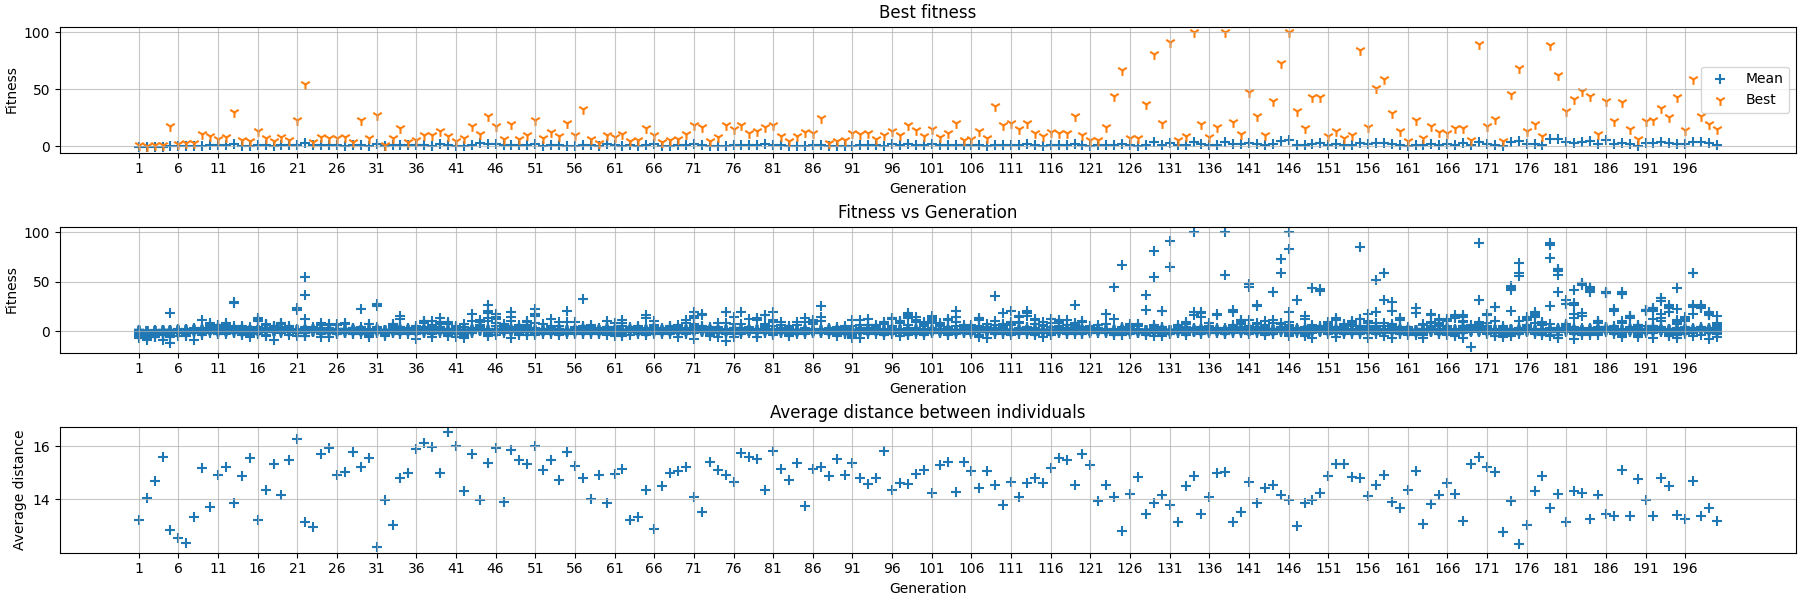 Best fitness
100
50
0
Fitness
Mean
Best
1 6 11 16 21 26 31 36 41 46 51 56 61 66 71 76 81 86 91 96 101 106 111 116 121 126 131 136 141 146 151 156 161 166 171 176 181 186 191 196
Generation
Fitness vs Generation
100
50
0
Fitness
1 6 11 16 21 26 31 36 41 46 51 56 61 66 71 76 81 86 91 96 101 106 111 116 121 126 131 136 141 146 151 156 161 166 171 176 181 186 191 196
Generation
Average distance between individuals
16
14
Average distance
1 6 11 16 21 26 31 36 41 46 51 56 61 66 71 76 81 86 91 96 101 106 111 116 121 126 131 136 141 146 151 156 161 166 171 176 181 186 191 196
Generation